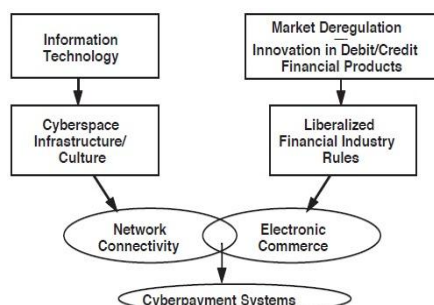 Information
Technology
Market Deregulation
—
Innovation in Debit/Credit
Financial Products
Cyberspace
Infrastructure/
Culture
Liberalized
Financial Industry
Rules
Network
Connectivity
Electronic
Commerce
Cyberpayment Systems